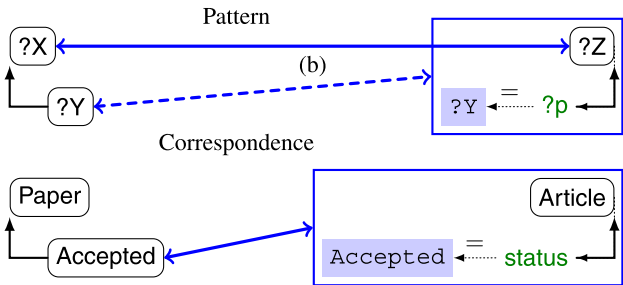 Pattern
?X ?Z
(b)
?Y ?Y = ?p
Correspondence
Paper Article
Accepted Accepted = status